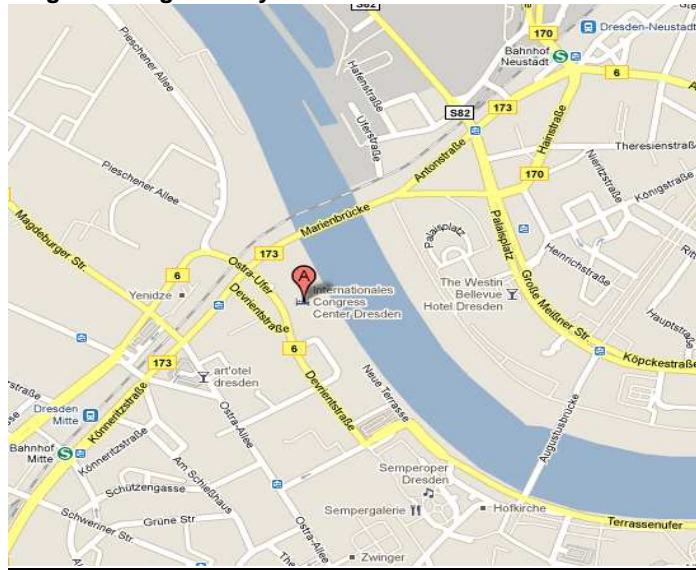 S82
170
Dresden-Neustadt
Bahnhof
Neustadt
S
6
173
S82
Pieschener Allee
Hafenstraße
Uferstraße
Antonstraße
Hainstraße
Theresienstraße
170
Nieritzstraße
Königstraße
Pieschener Allee
Magdeburger Str.
Marienbrücke
Palaisplatz
Palaisplatz
Heinrichstraße
173
6
Ostra-Ufer
A
Yenidze
Devrientstraße
Internationales
Congress
Center Dresden
The Westin
Bellevue
Hotel Dresden
Große Meißner Str.
Hauptstraße
Köpckestraße
6
173
art'otel
dresden
Devrientstraße
Neue Terrasse
Ostra-Allee
Dresden
Mitte
Könneritzstraße
Bahnhof
Mitte
S
Könneritzstraße
Am Schießhaus
Schützengasse
Grüne Str.
Schweriner Str.
Ostra-Allee
Semperoper
Dresden
Sempergalerie
Hofkirche
Augustusbrücke
Terrassenufer
Zwinger